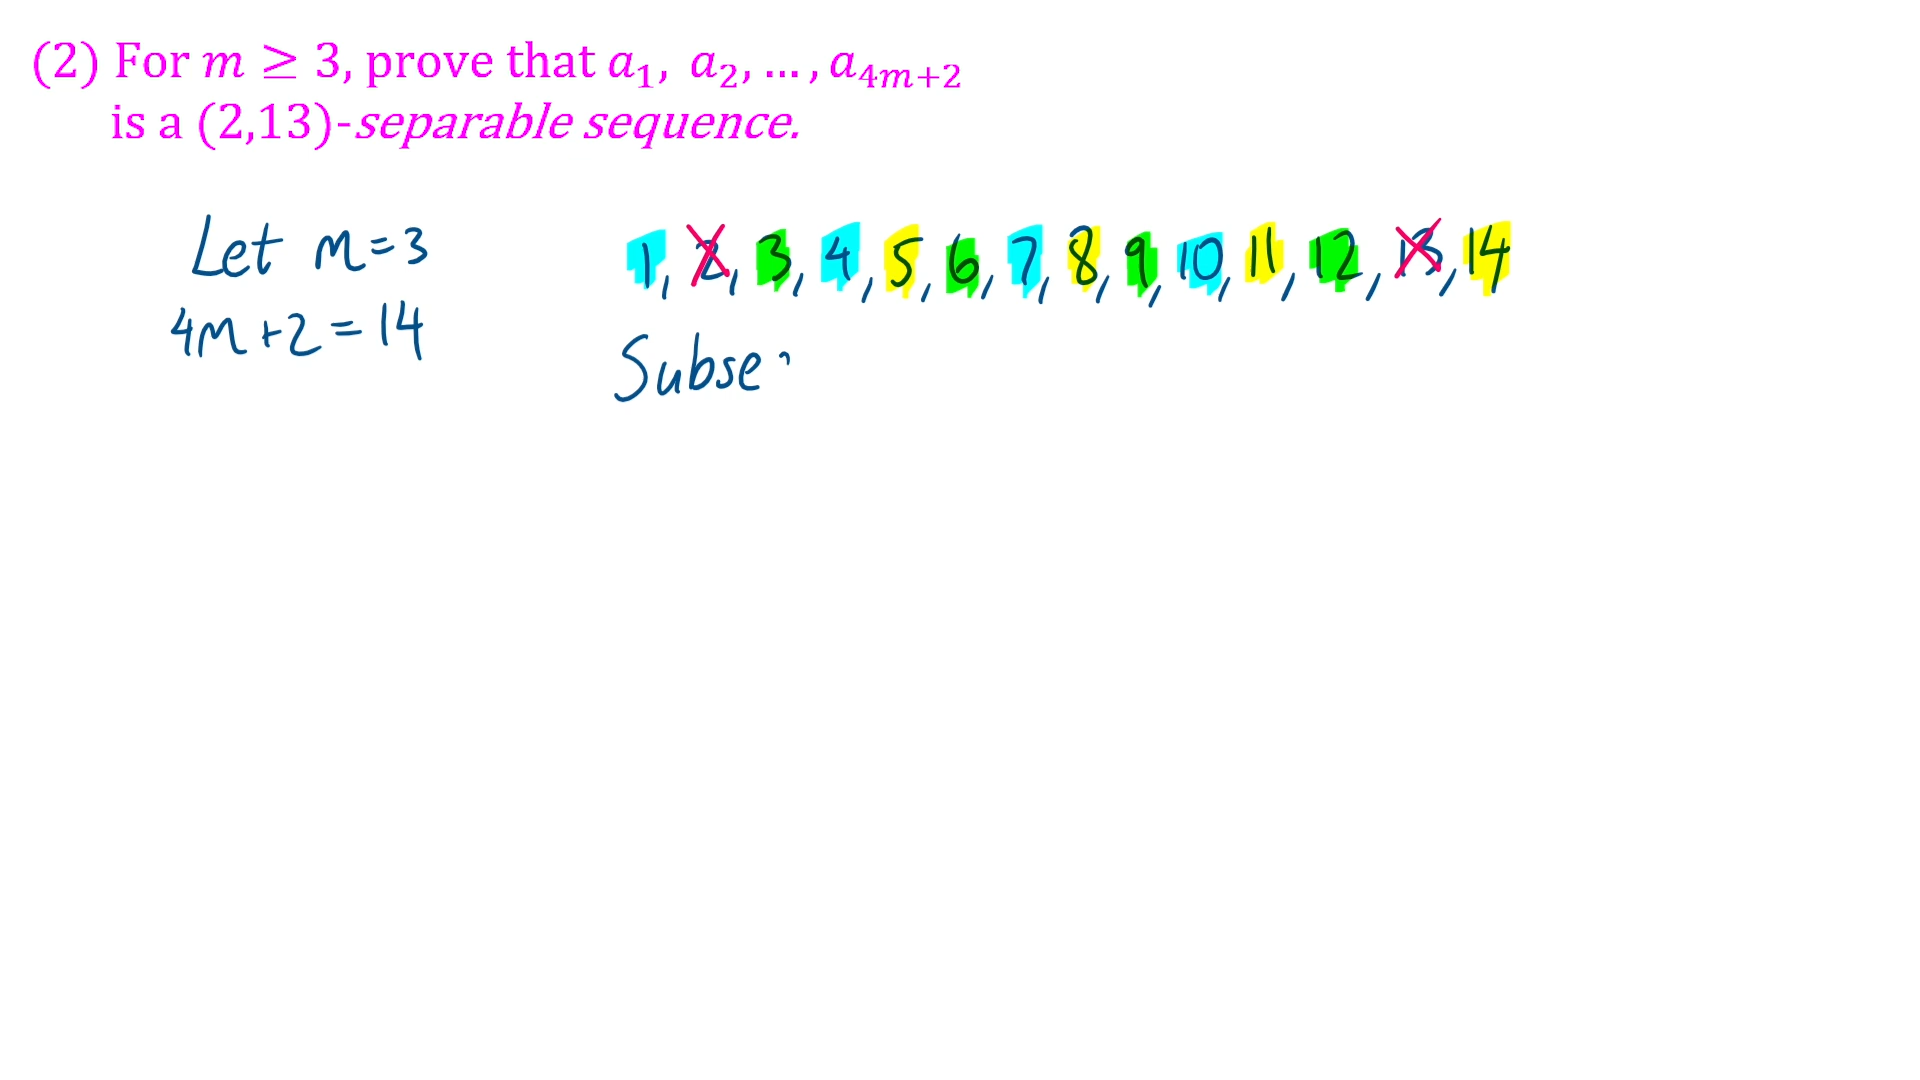 (2) For m ≥ 3, prove that a₁, a₂, … , a₄ₘ₊₂
is a (2,13)-separable sequence.
Let m=3
4m+2=14
1, 2, 3, 4, 5, 6, 7, 8, 9, 10, 11, 12, 13, 14
Subse